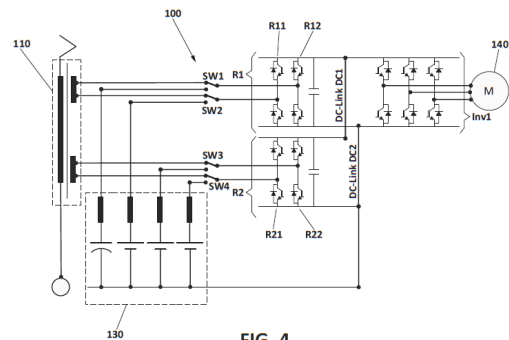 100
R11
R12
140
110
R1
SW1
SW2
DC-Link DC1
M
Inv1
SW3
SW4
R2
DC-Link DC2
R21
R22
130
FIG. 4